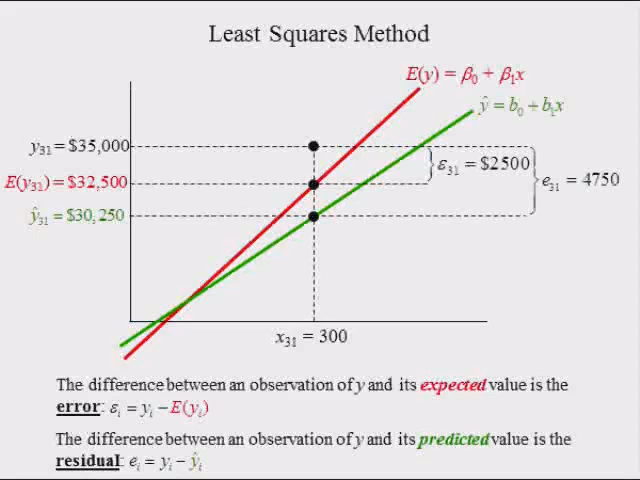 Least Squares Method
E(y) = β₀ + β₁x
ŷ = b₀ + b₁x
y₃₁ = $35,000
ε₃₁ = $2500
E(y₃₁) = $32,500
e₃₁ = 4750
ŷ₃₁ = $30,250
x₃₁ = 300
The difference between an observation of y and its expected value is the
error: εᵢ = yᵢ − E(yᵢ)
The difference between an observation of y and its predicted value is the
residual: eᵢ = yᵢ − ŷᵢ